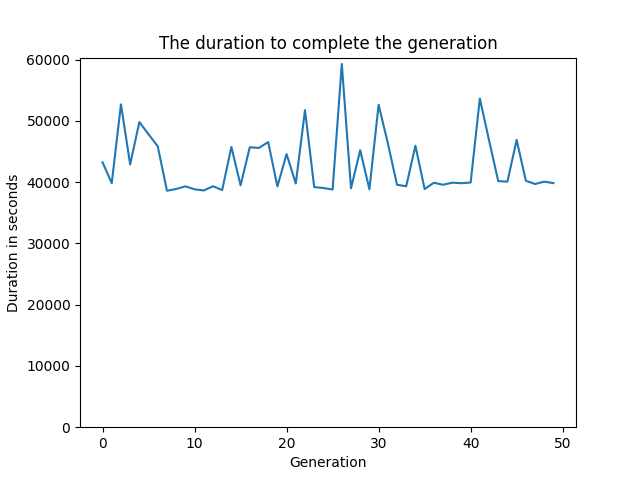 The duration to complete the generation
60000
50000
40000
30000
20000
10000
0
Duration in seconds
0 10 20 30 40 50
Generation